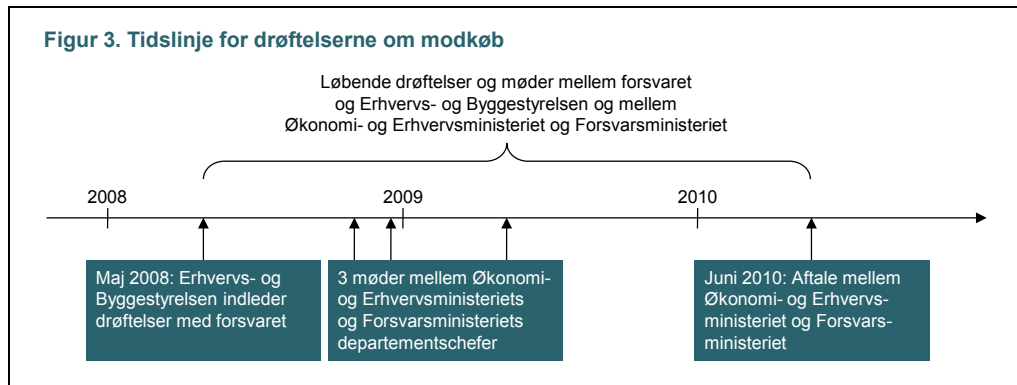 Figur 3. Tidslinje for drøftelserne om modkøb
Løbende drøftelser og møder mellem forsvaret
og Erhvervs- og Byggestyrelsen og mellem
Økonomi- og Erhvervsministeriet og Forsvarsministeriet
2008
2009
2010
Maj 2008: Erhvervs- og
Byggestyrelsen indleder
drøftelser med forsvaret
3 møder mellem Økonomi-
og Erhvervsministeriets
og Forsvarsministeriets
departementschefer
Juni 2010: Aftale mellem
Økonomi- og Erhvervs-
ministeriet og Forsvars-
ministeriet